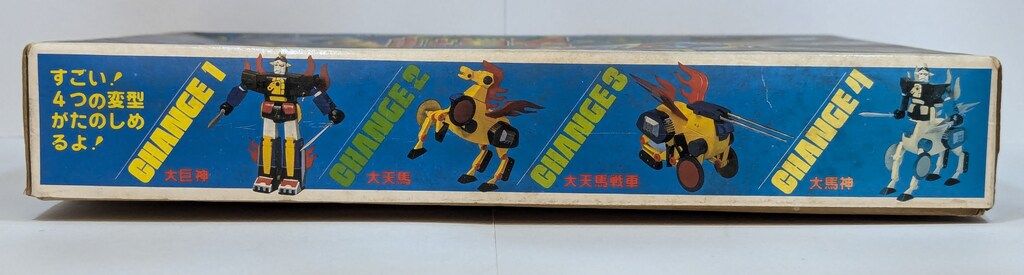 すごい!
4つの変型
がたのしめ
るよ!
CHANGE 1
大巨神
CHANGE 2
大天馬
CHANGE 3
大天馬戦車
CHANGE 4
大馬神